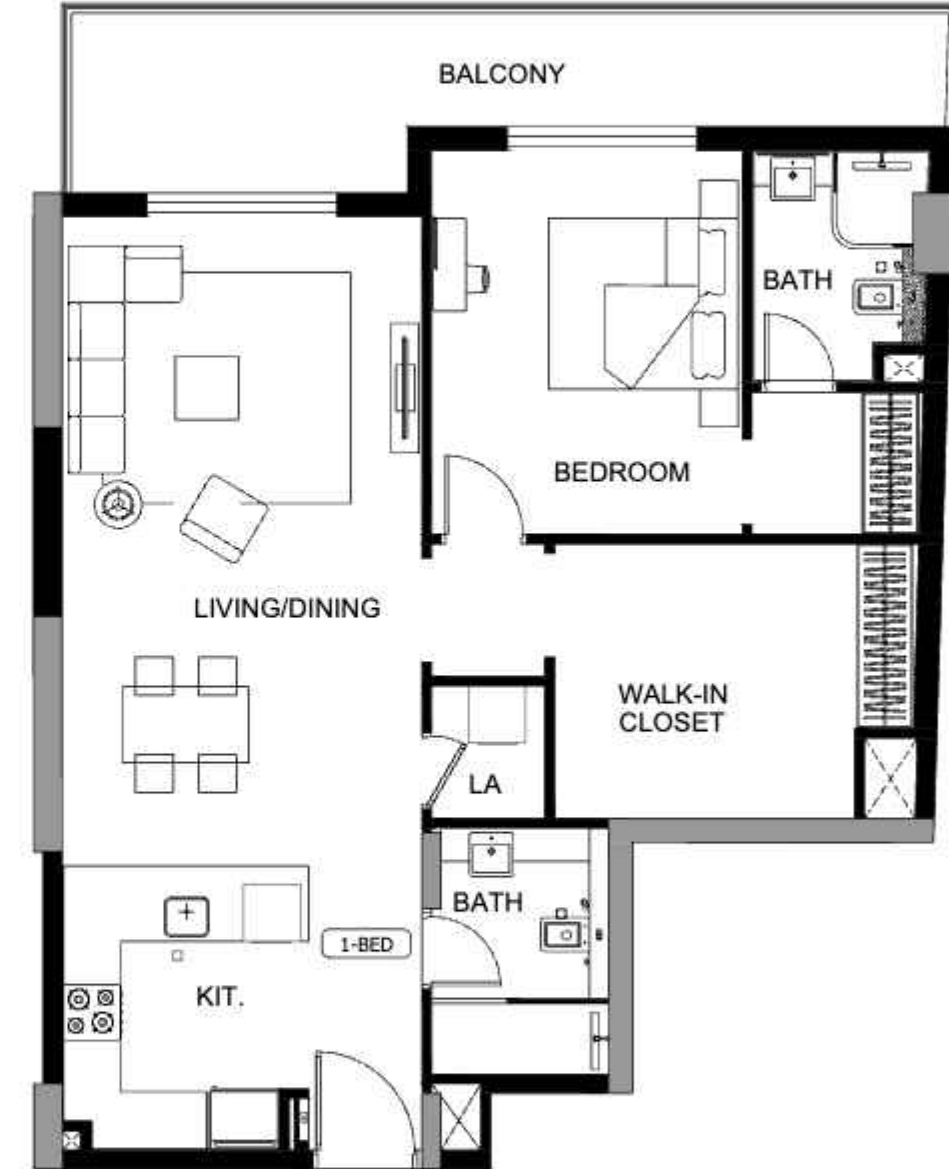 BALCONY
BATH
BEDROOM
LIVING/DINING
WALK-IN
CLOSET
LA
BATH
1-BED
KIT.